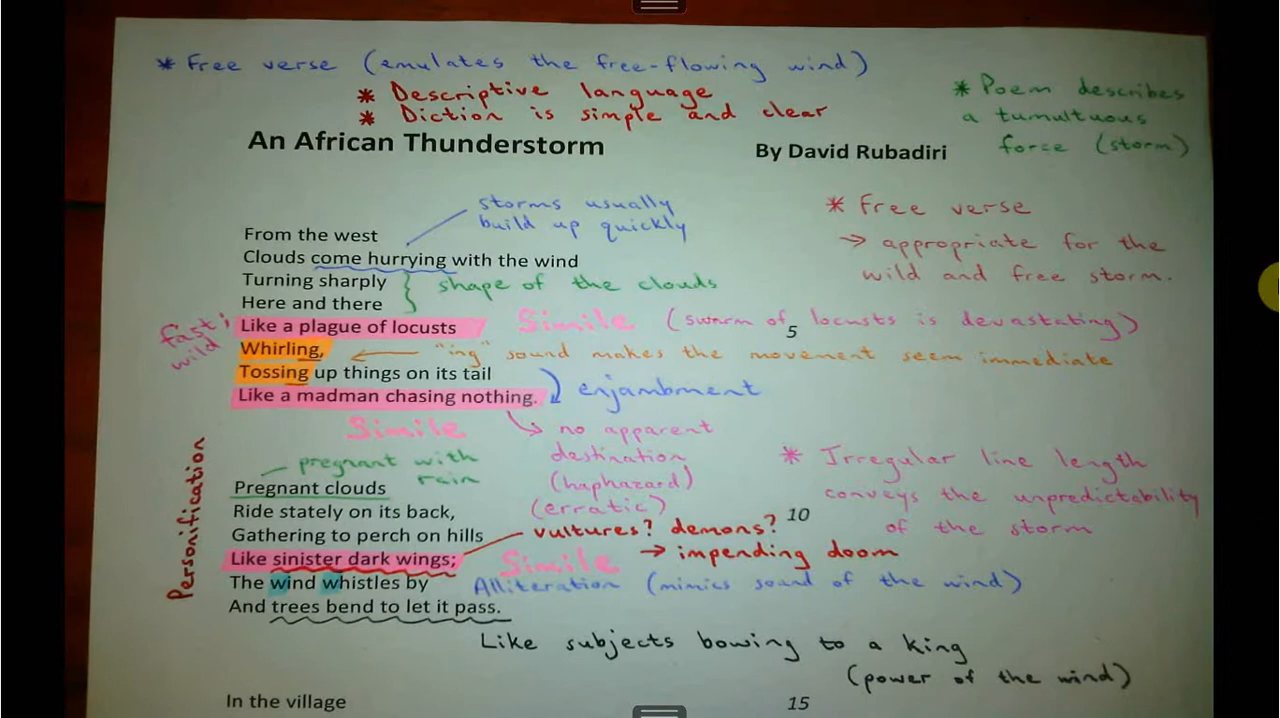 * Free verse (emulates the free-flowing wind)
* Descriptive language
* Diction is simple and clear
* Poem describes
a tumultuous
force (storm)
An African Thunderstorm
By David Rubadiri
storms usually
build up quickly
* Free verse
→ appropriate for the
wild and free storm.
From the west
Clouds come hurrying with the wind
Turning sharply
Here and there
shape of the clouds
Like a plague of locusts
Simile (swarm of locusts is devastating)
5
fast!
wild
Whirling,
"ing" sound makes the movement seem immediate
Tossing up things on its tail
enjambment
Like a madman chasing nothing.
Simile
→ no apparent
destination
(haphazard)
(erratic)
* Irregular line length
conveys the unpredictability
of the storm
Personification
pregnant with
rain
Pregnant clouds
Ride stately on its back,
10
Gathering to perch on hills
vultures? demons?
→ impending doom
Like sinister dark wings;
Simile
The wind whistles by
Alliteration (mimics sound of the wind)
And trees bend to let it pass.
Like subjects bowing to a king
(power of the wind)
In the village
15